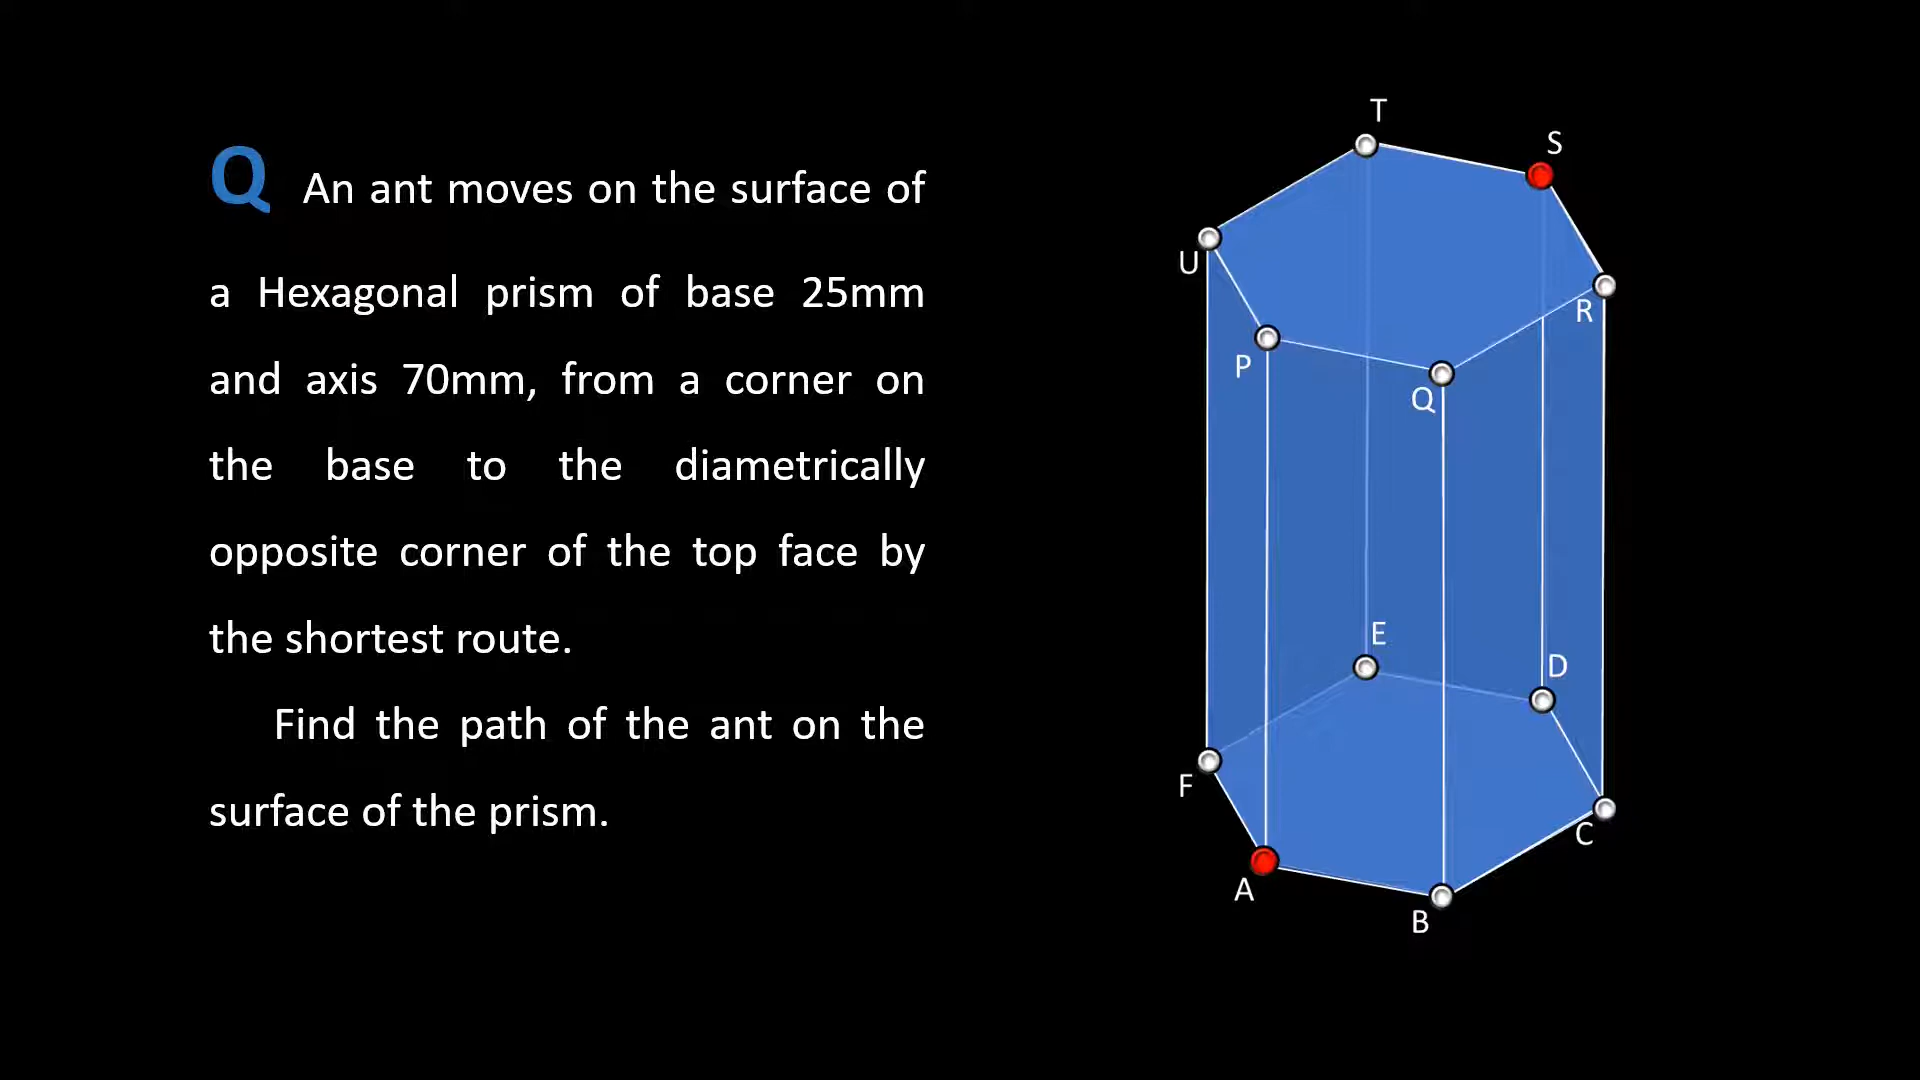 Q An ant moves on the surface of
a Hexagonal prism of base 25mm
and axis 70mm, from a corner on
the base to the diametrically
opposite corner of the top face by
the shortest route.
Find the path of the ant on the
surface of the prism.
T
S
U
R
P
Q
E
D
F
C
A
B